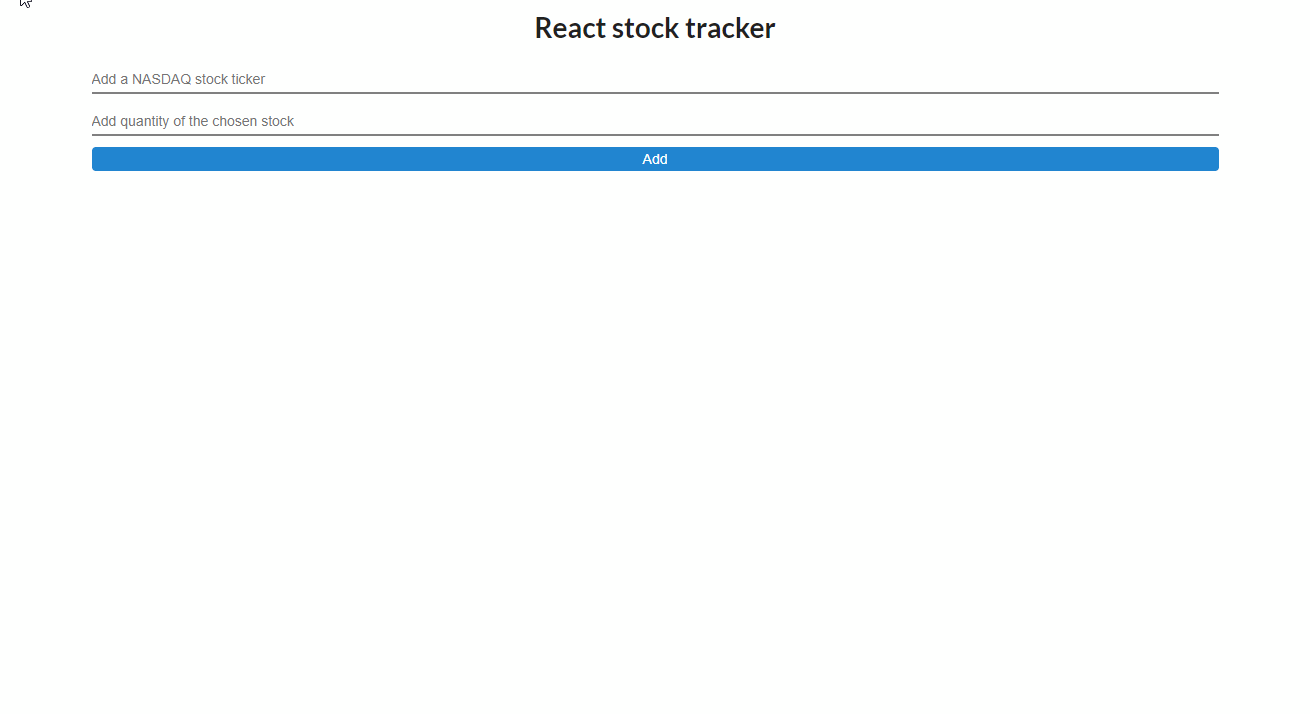 React stock tracker
Add a NASDAQ stock ticker
Add quantity of the chosen stock
Add